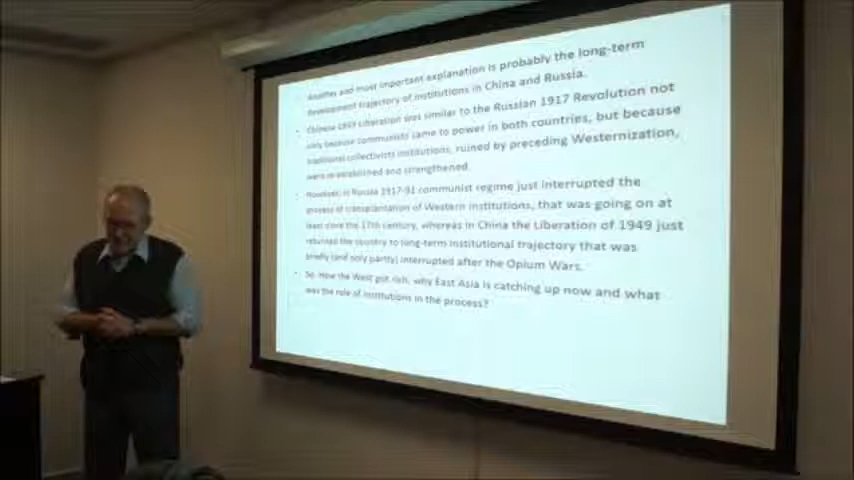 Another and most important explanation is probably the long-term
development trajectory of institutions in China and Russia.
Chinese 1949 Liberation was similar to the Russian 1917 Revolution not
only because communists came to power in both countries, but because
traditional collectivists institutions, ruined by preceding Westernization,
were re-established and strengthened.
However, in Russia 1917-91 communist regime just interrupted the
process of transplantation of Western institutions, that was going on at
least since the 17th century, whereas in China the Liberation of 1949 just
returned the country to long-term institutional trajectory that was
briefly (and only partly) interrupted after the Opium Wars.
So, How the West got rich, why East Asia is catching up now and what
was the role of institutions in the process?